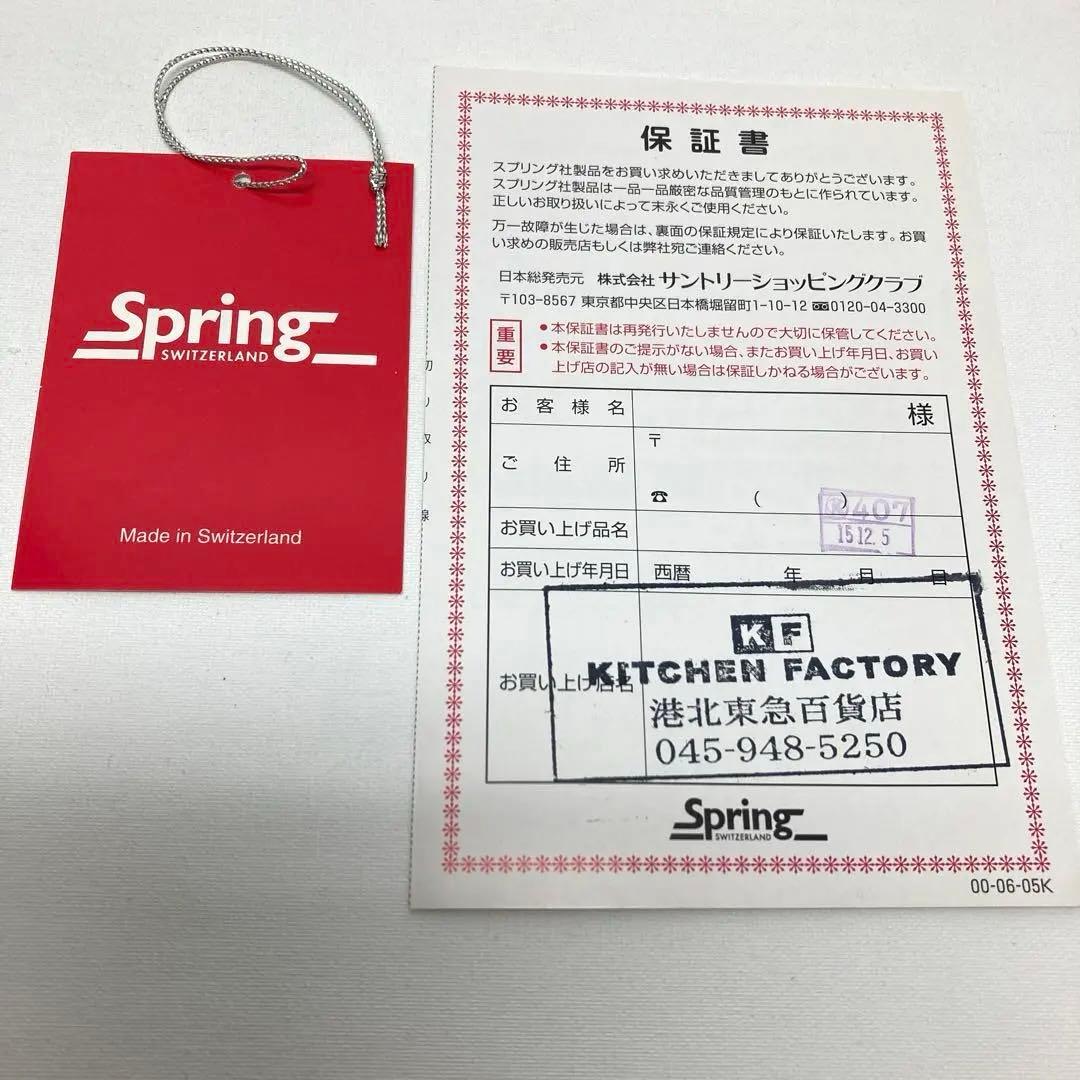 Spring
SWITZERLAND
Made in Switzerland
切り取り線
保証書
スプリング社製品をお買い求めいただきましてありがとうございます。
スプリング社製品は一品一品厳密な品質管理のもとに作られています。
正しいお取り扱いによって末永くご使用ください。
万一故障が生じた場合は、裏面の保証規定により保証いたします。お買
い求めの販売店もしくは弊社宛ご連絡ください。
日本総発売元 株式会社 サントリーショッピングクラブ
〒103-8567 東京都中央区日本橋堀留町1-10-12 0120-04-3300
重要
●本保証書は再発行いたしませんので大切に保管してください。
●本保証書のご提示がない場合、またお買い上げ年月日、お買い
上げ店の記入が無い場合は保証しかねる場合がございます。
お客様名 様
ご住所 〒
☎ ( )
407
15.12.5
お買い上げ品名
お買い上げ年月日 西暦 年 月 日
お買い上げ店名
KF
KITCHEN FACTORY
港北東急百貨店
045-948-5250
Spring
SWITZERLAND
00-06-05K